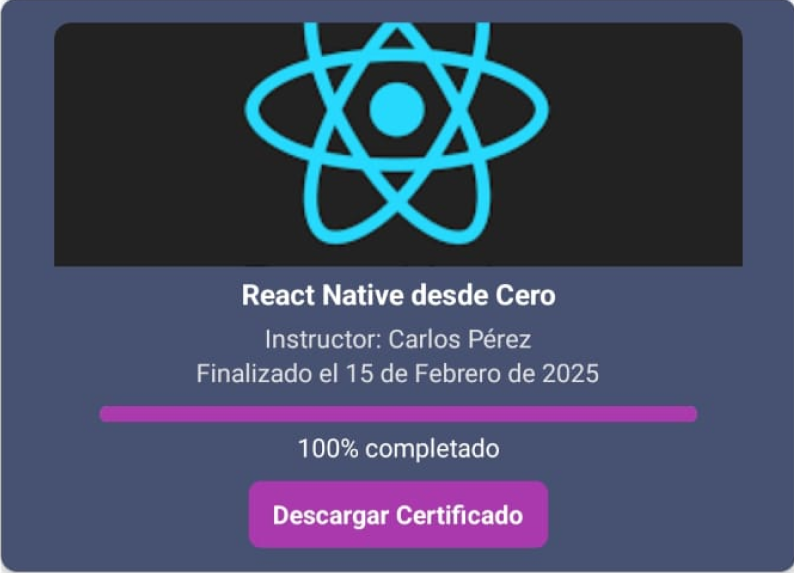 React Native desde Cero
Instructor: Carlos Pérez
Finalizado el 15 de Febrero de 2025
100% completado
Descargar Certificado